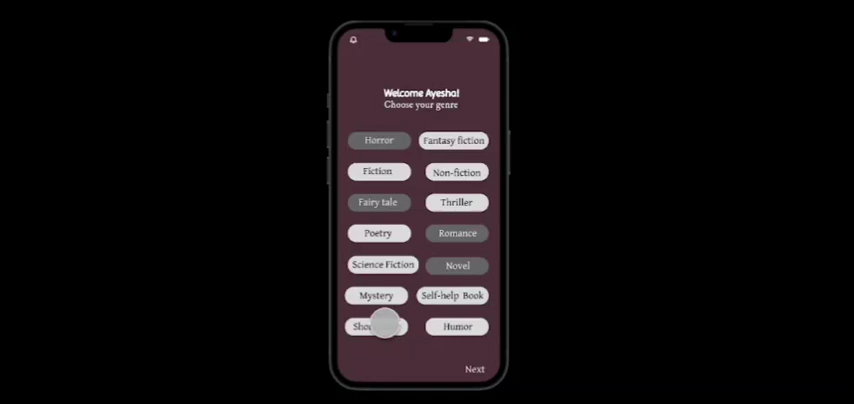 Welcome Ayesha!
Choose your genre
Horror
Fantasy fiction
Fiction
Non-fiction
Fairy tale
Thriller
Poetry
Romance
Science Fiction
Novel
Mystery
Self-help Book
Humor
Next